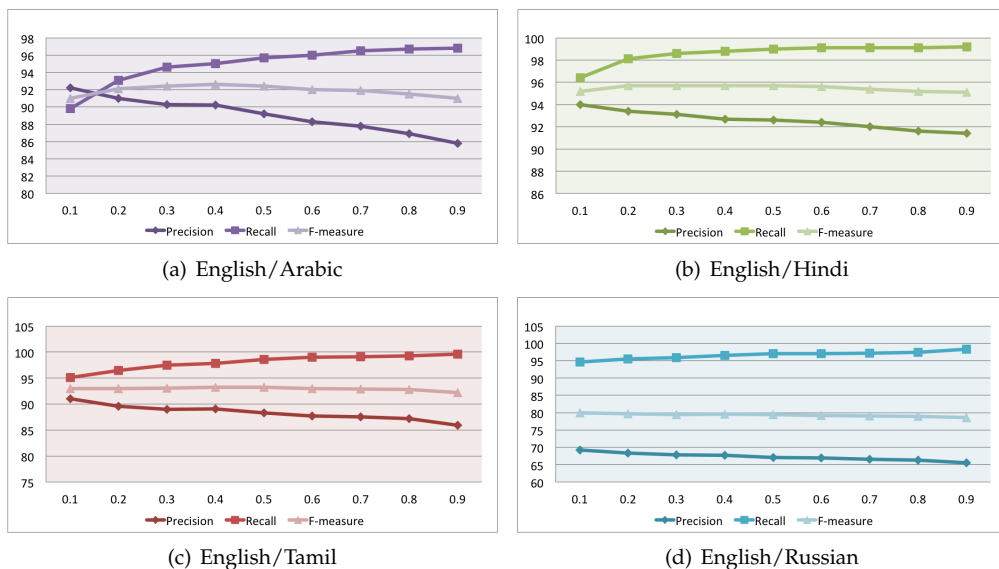 98
96
94
92
90
88
86
84
82
80
0.1 0.2 0.3 0.4 0.5 0.6 0.7 0.8 0.9
Precision Recall F-measure
(a) English/Arabic
100
98
96
94
92
90
88
86
0.1 0.2 0.3 0.4 0.5 0.6 0.7 0.8 0.9
Precision Recall F-measure
(b) English/Hindi
105
100
95
90
85
80
75
0.1 0.2 0.3 0.4 0.5 0.6 0.7 0.8 0.9
Precision Recall F-measure
(c) English/Tamil
105
100
95
90
85
80
75
70
65
60
0.1 0.2 0.3 0.4 0.5 0.6 0.7 0.8 0.9
Precision Recall F-measure
(d) English/Russian